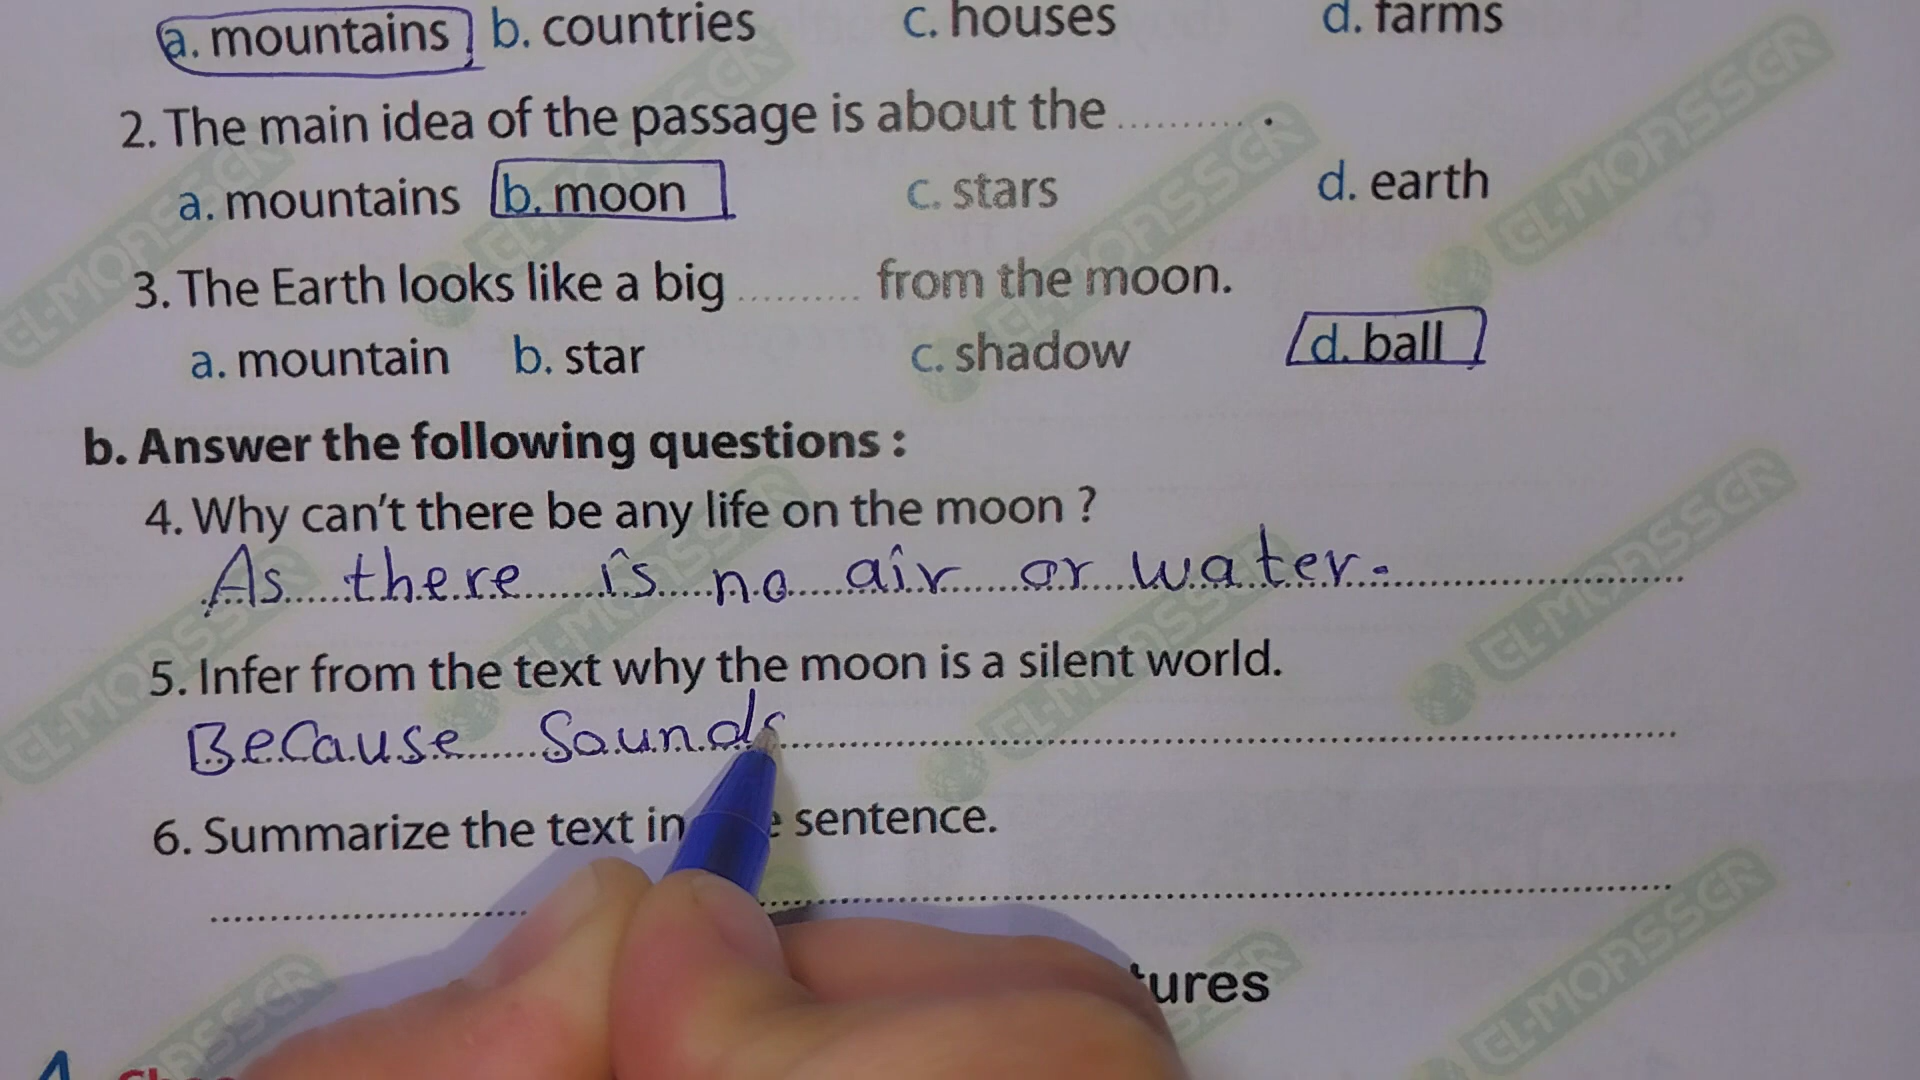 a. mountains b. countries c. houses d. farms
2. The main idea of the passage is about the .......... .
a. mountains b. moon c. stars d. earth
3. The Earth looks like a big .......... from the moon.
a. mountain b. star c. shadow d. ball
b. Answer the following questions :
4. Why can't there be any life on the moon ?
As there is no air or water.
5. Infer from the text why the moon is a silent world.
Because Sounds
6. Summarize the text in sentence.
EL-MOASSER